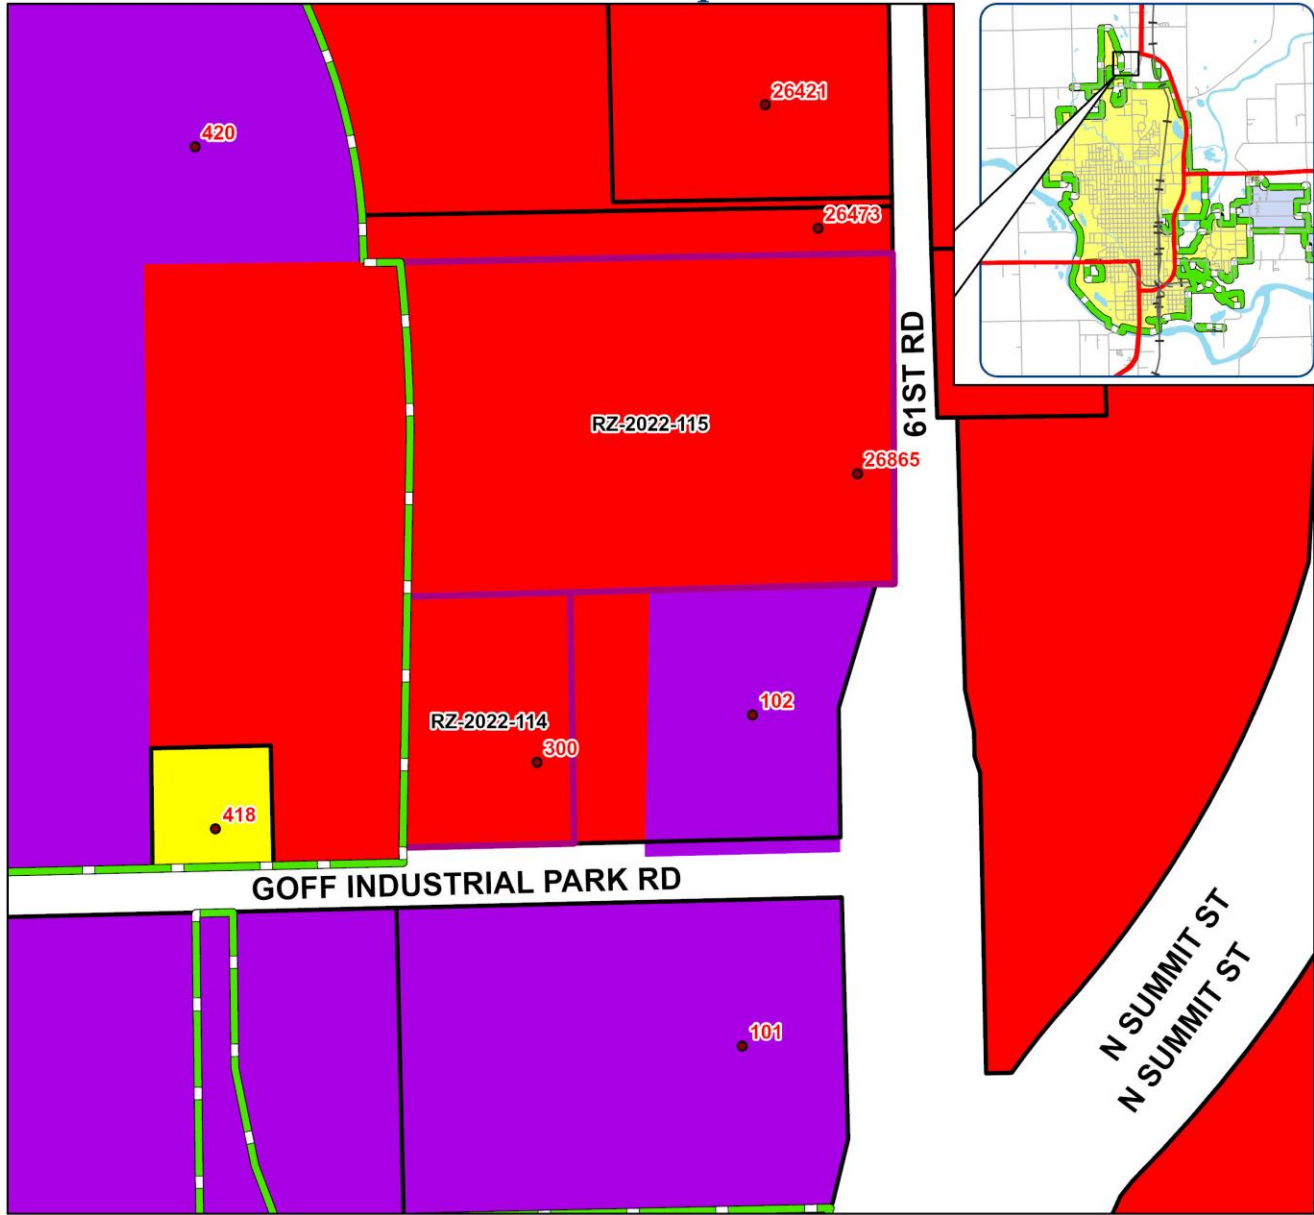 26421
420
26473
61ST RD
RZ-2022-115
26865
102
RZ-2022-114
300
418
GOFF INDUSTRIAL PARK RD
N SUMMIT ST
N SUMMIT ST
101